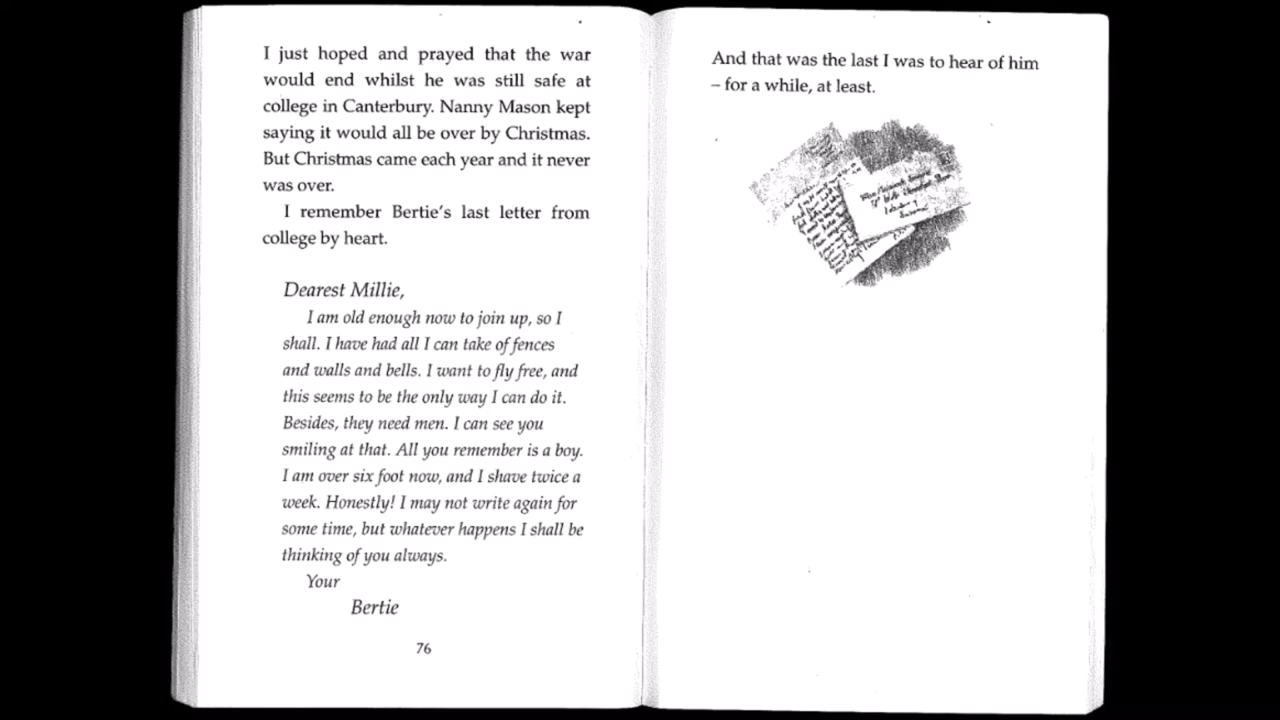 I just hoped and prayed that the war
would end whilst he was still safe at
college in Canterbury. Nanny Mason kept
saying it would all be over by Christmas.
But Christmas came each year and it never
was over.
I remember Bertie's last letter from
college by heart.
Dearest Millie,
I am old enough now to join up, so I
shall. I have had all I can take of fences
and walls and bells. I want to fly free, and
this seems to be the only way I can do it.
Besides, they need men. I can see you
smiling at that. All you remember is a boy.
I am over six foot now, and I shave twice a
week. Honestly! I may not write again for
some time, but whatever happens I shall be
thinking of you always.
Your
Bertie
76
And that was the last I was to hear of him
– for a while, at least.